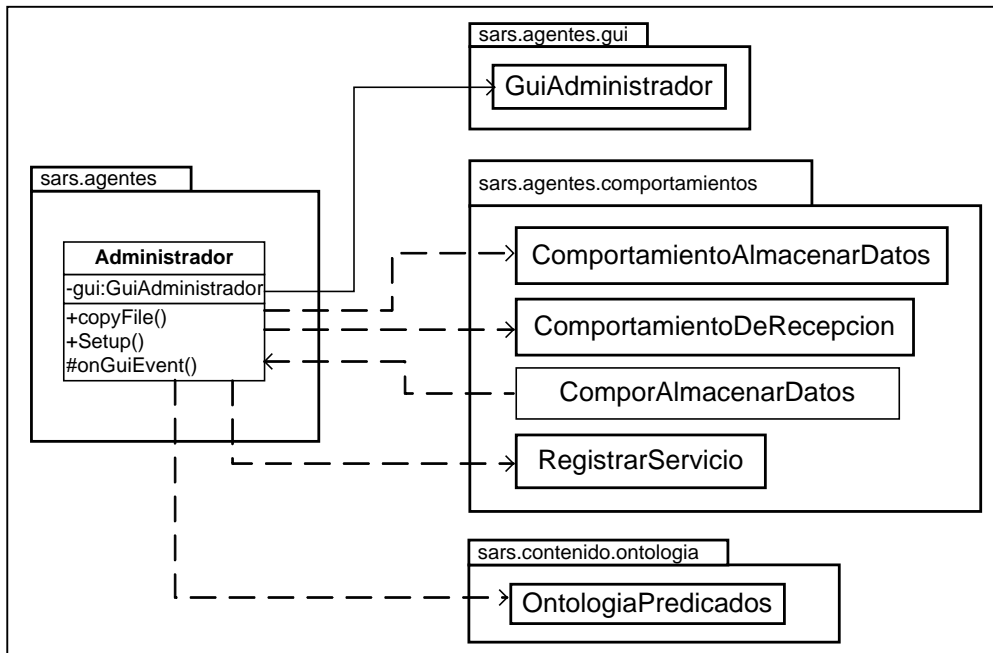 sars.agentes.gui
GuiAdministrador
sars.agentes
Administrador
-gui:GuiAdministrador
+copyFile()
+Setup()
#onGuiEvent()
sars.agentes.comportamientos
ComportamientoAlmacenarDatos
ComportamientoDeRecepcion
ComporAlmacenarDatos
RegistrarServicio
sars.contenido.ontologia
OntologiaPredicados